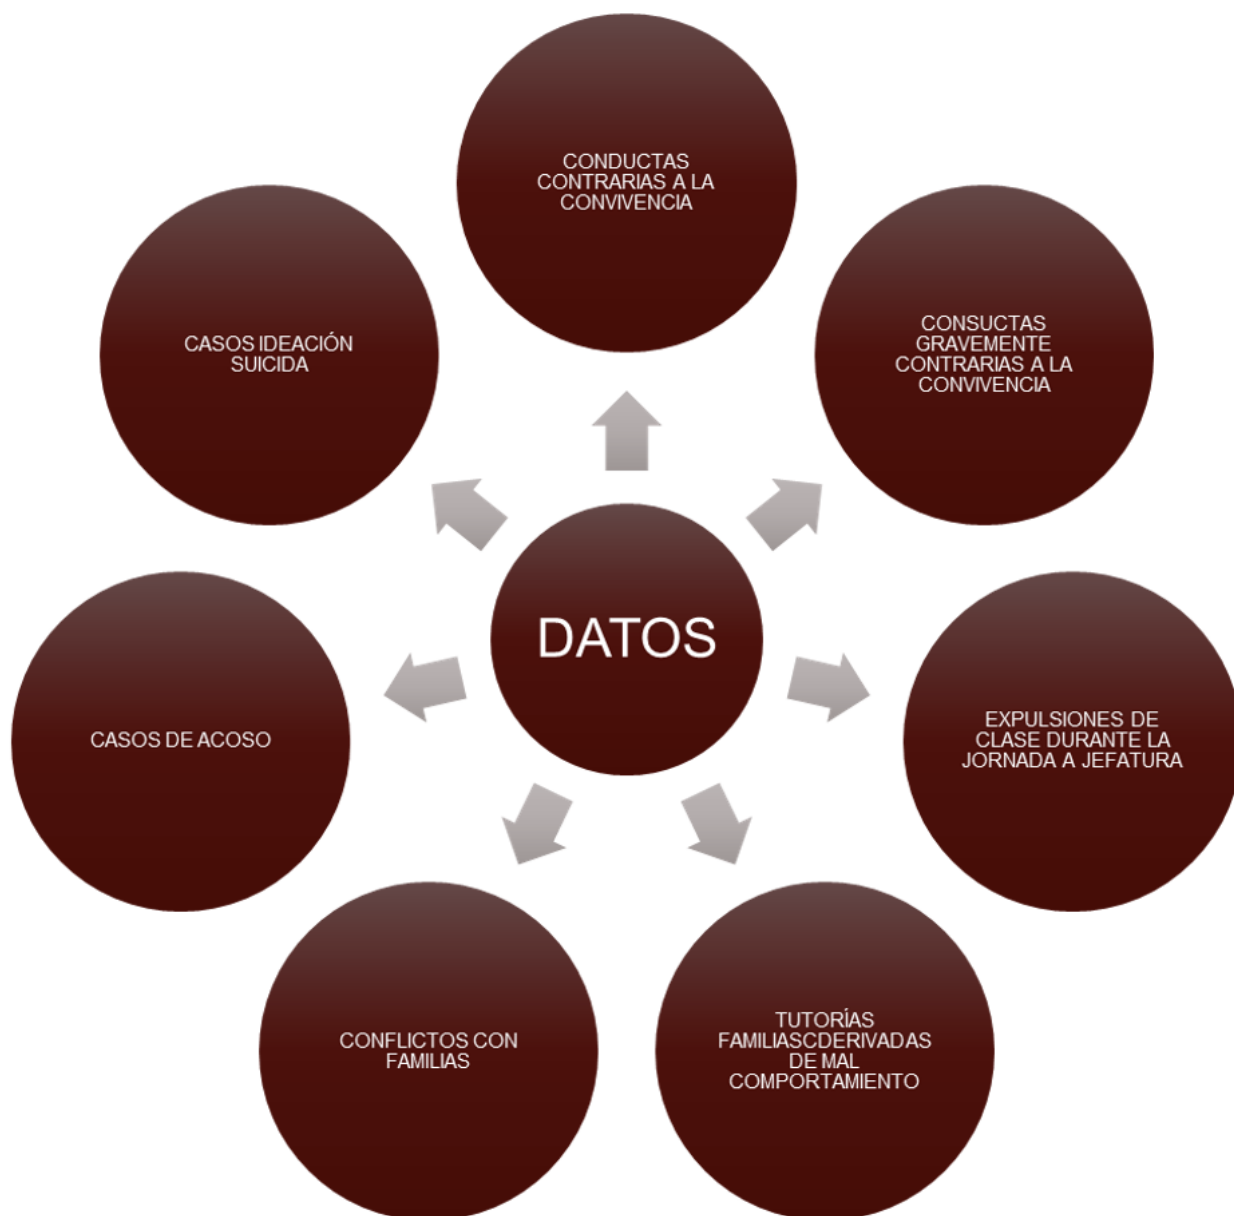 CONDUCTAS
CONTRARIAS A LA
CONVIVENCIA
CONSUCTAS
GRAVEMENTE
CONTRARIAS A LA
CONVIVENCIA
EXPULSIONES DE
CLASE DURANTE LA
JORNADA A JEFATURA
TUTORÍAS
FAMILIASCDERIVADAS
DE MAL
COMPORTAMIENTO
CONFLICTOS CON
FAMILIAS
CASOS DE ACOSO
CASOS IDEACIÓN
SUICIDA
DATOS